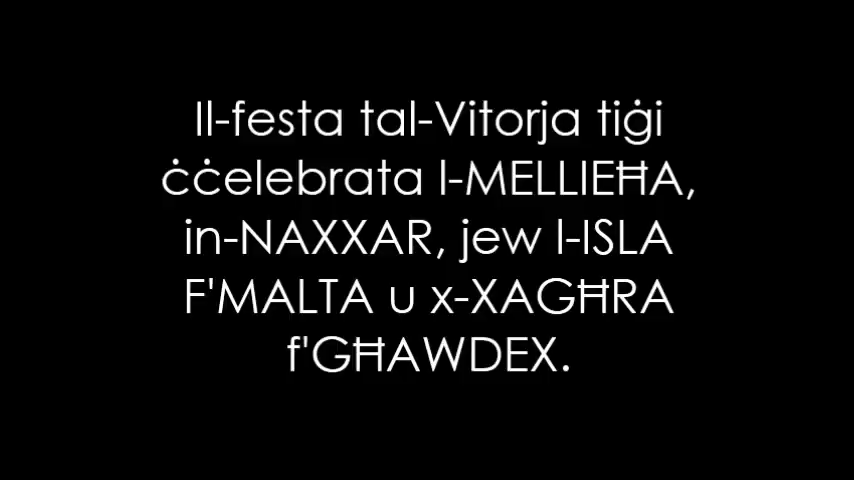 Il-festa tal-Vitorja tiġi
ċċelebrata l-MELLIEĦA,
in-NAXXAR, jew l-ISLA
F'MALTA u x-XAGĦRA
f'GĦAWDEX.